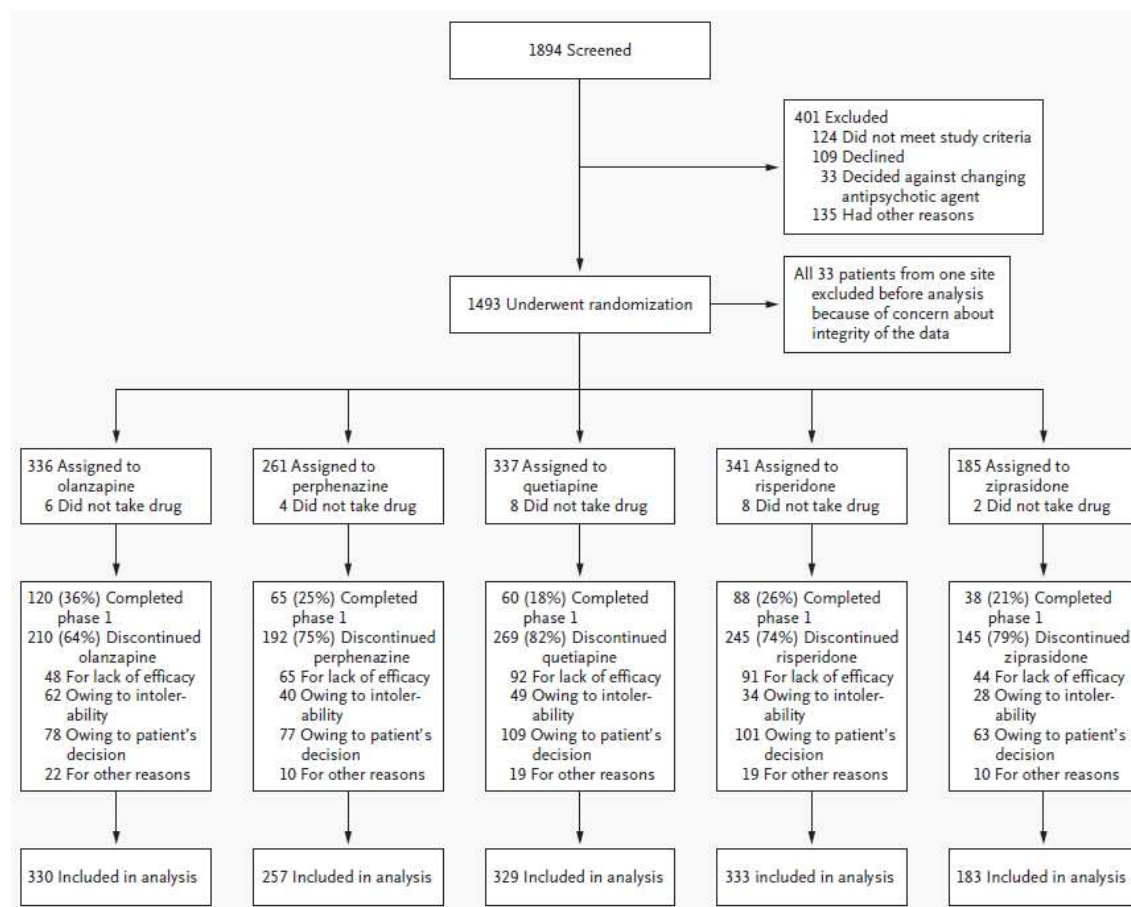 1894 Screened
401 Excluded
124 Did not meet study criteria
109 Declined
33 Decided against changing
antipsychotic agent
135 Had other reasons
1493 Underwent randomization
All 33 patients from one site
excluded before analysis
because of concern about
integrity of the data
336 Assigned to
olanzapine
6 Did not take drug
261 Assigned to
perphenazine
4 Did not take drug
337 Assigned to
quetiapine
8 Did not take drug
341 Assigned to
risperidone
8 Did not take drug
185 Assigned to
ziprasidone
2 Did not take drug
120 (36%) Completed
phase 1
210 (64%) Discontinued
olanzapine
48 For lack of efficacy
62 Owing to intoler-
ability
78 Owing to patient's
decision
22 For other reasons
65 (25%) Completed
phase 1
192 (75%) Discontinued
perphenazine
65 For lack of efficacy
40 Owing to intoler-
ability
77 Owing to patient's
decision
10 For other reasons
60 (18%) Completed
phase 1
269 (82%) Discontinued
quetiapine
92 For lack of efficacy
49 Owing to intoler-
ability
109 Owing to patient's
decision
19 For other reasons
88 (26%) Completed
phase 1
245 (74%) Discontinued
risperidone
91 For lack of efficacy
34 Owing to intoler-
ability
101 Owing to patient's
decision
19 For other reasons
38 (21%) Completed
phase 1
145 (79%) Discontinued
ziprasidone
44 For lack of efficacy
28 Owing to intoler-
ability
63 Owing to patient's
decision
10 For other reasons
330 Included in analysis
257 Included in analysis
329 Included in analysis
333 included in analysis
183 Included in analysis